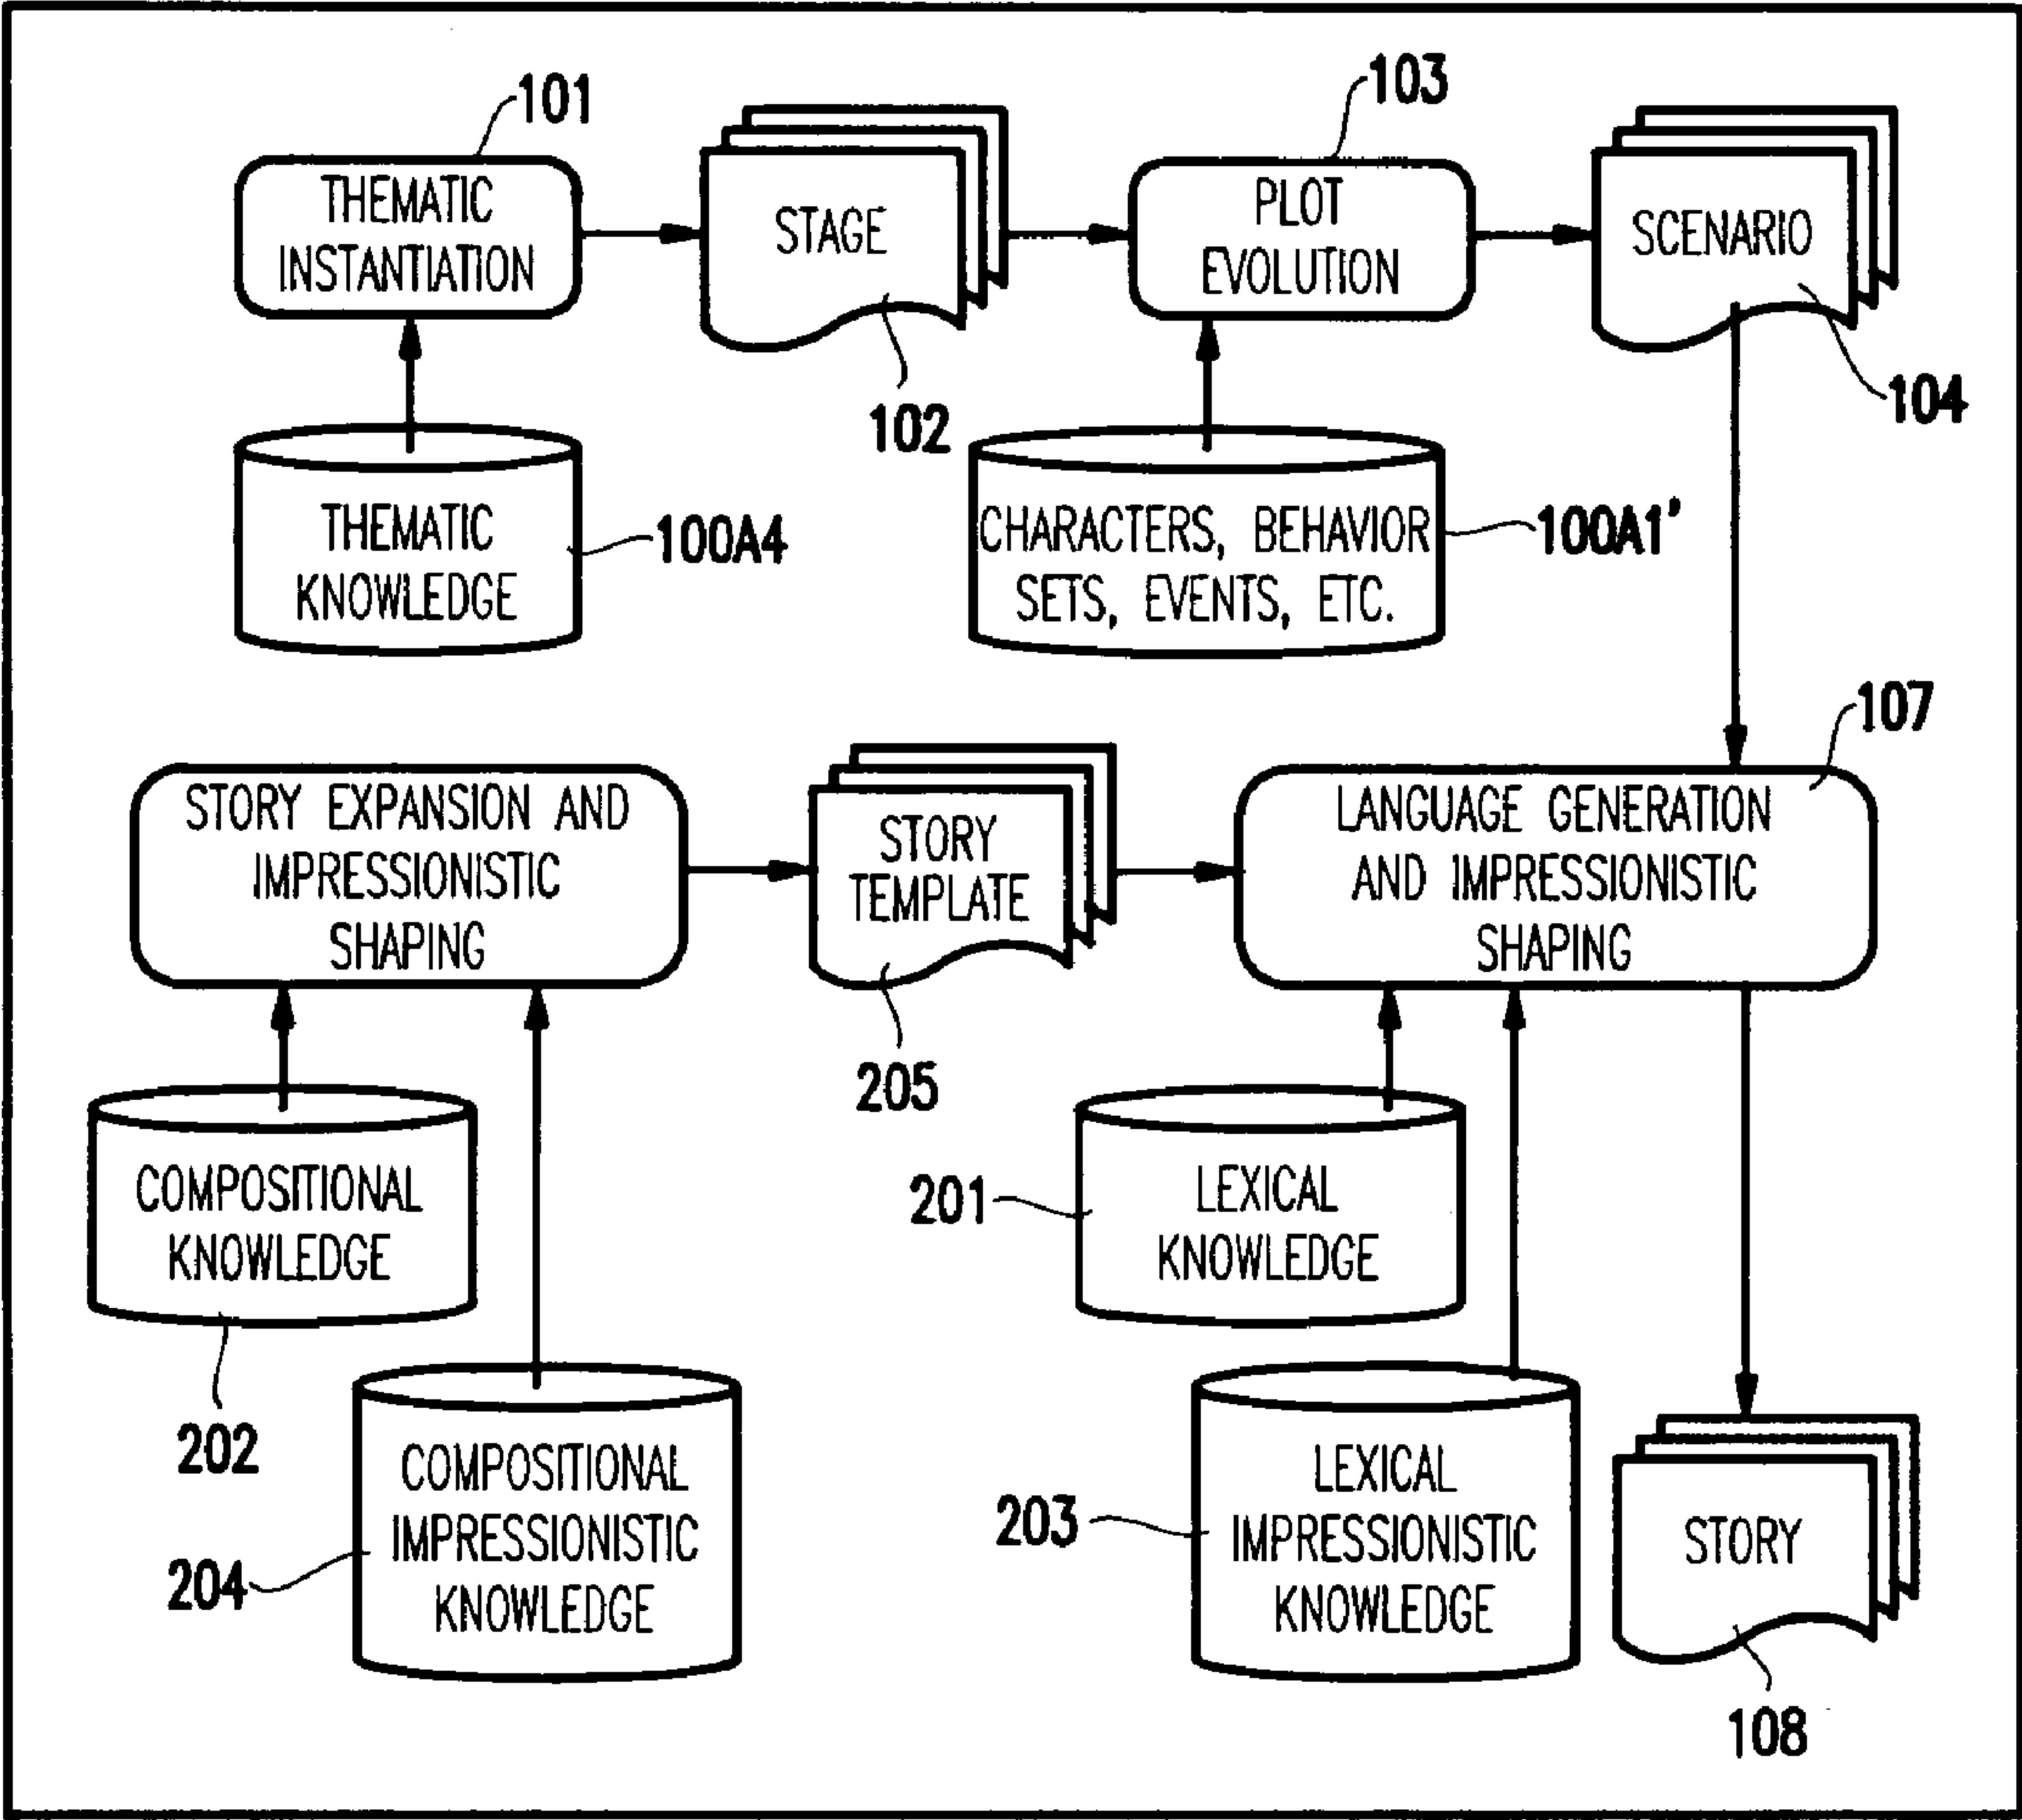 101
THEMATIC
INSTANTIATION
STAGE
102
103
PLOT
EVOLUTION
SCENARIO
104
THEMATIC
KNOWLEDGE
100A4
CHARACTERS, BEHAVIOR
SETS, EVENTS, ETC.
100A1'
STORY EXPANSION AND
IMPRESSIONISTIC
SHAPING
STORY
TEMPLATE
205
107
LANGUAGE GENERATION
AND IMPRESSIONISTIC
SHAPING
COMPOSITIONAL
KNOWLEDGE
202
201
LEXICAL
KNOWLEDGE
204
COMPOSITIONAL
IMPRESSIONISTIC
KNOWLEDGE
203
LEXICAL
IMPRESSIONISTIC
KNOWLEDGE
STORY
108